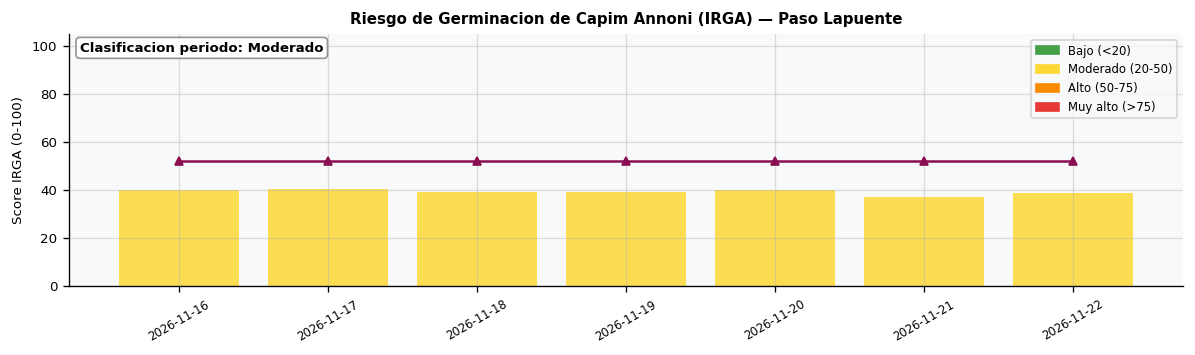 Riesgo de Germinacion de Capim Annoni (IRGA) — Paso Lapuente
Clasificacion periodo: Moderado
Bajo (<20)
Moderado (20-50)
Alto (50-75)
Muy alto (>75)
Score IRGA (0-100)
100
80
60
40
20
0
2026-11-16
2026-11-17
2026-11-18
2026-11-19
2026-11-20
2026-11-21
2026-11-22